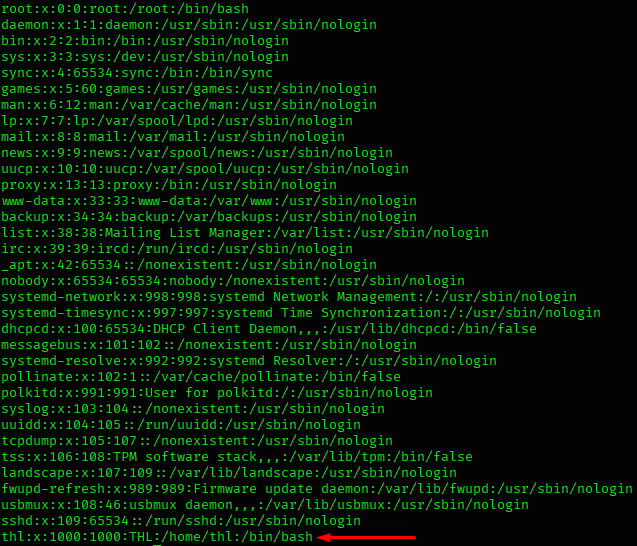 root:x:0:0:root:/root:/bin/bash
daemon:x:1:1:daemon:/usr/sbin:/usr/sbin/nologin
bin:x:2:2:bin:/bin:/usr/sbin/nologin
sys:x:3:3:sys:/dev:/usr/sbin/nologin
sync:x:4:65534:sync:/bin:/bin/sync
games:x:5:60:games:/usr/games:/usr/sbin/nologin
man:x:6:12:man:/var/cache/man:/usr/sbin/nologin
lp:x:7:7:lp:/var/spool/lpd:/usr/sbin/nologin
mail:x:8:8:mail:/var/mail:/usr/sbin/nologin
news:x:9:9:news:/var/spool/news:/usr/sbin/nologin
uucp:x:10:10:uucp:/var/spool/uucp:/usr/sbin/nologin
proxy:x:13:13:proxy:/bin:/usr/sbin/nologin
www-data:x:33:33:www-data:/var/www:/usr/sbin/nologin
backup:x:34:34:backup:/var/backups:/usr/sbin/nologin
list:x:38:38:Mailing List Manager:/var/list:/usr/sbin/nologin
irc:x:39:39:ircd:/run/ircd:/usr/sbin/nologin
_apt:x:42:65534::/nonexistent:/usr/sbin/nologin
nobody:x:65534:65534:nobody:/nonexistent:/usr/sbin/nologin
systemd-network:x:998:998:systemd Network Management:/:/usr/sbin/nologin
systemd-timesync:x:997:997:systemd Time Synchronization:/:/usr/sbin/nologin
dhcpcd:x:100:65534:DHCP Client Daemon,,,:/usr/lib/dhcpcd:/bin/false
messagebus:x:101:102::/nonexistent:/usr/sbin/nologin
systemd-resolve:x:992:992:systemd Resolver:/:/usr/sbin/nologin
pollinate:x:102:1::/var/cache/pollinate:/bin/false
polkitd:x:991:991:User for polkitd:/:/usr/sbin/nologin
syslog:x:103:104::/nonexistent:/usr/sbin/nologin
uuidd:x:104:105::/run/uuidd:/usr/sbin/nologin
tcpdump:x:105:107::/nonexistent:/usr/sbin/nologin
tss:x:106:108:TPM software stack,,,:/var/lib/tpm:/bin/false
landscape:x:107:109::/var/lib/landscape:/usr/sbin/nologin
fwupd-refresh:x:989:989:Firmware update daemon:/var/lib/fwupd:/usr/sbin/nologin
usbmux:x:108:46:usbmux daemon,,,:/var/lib/usbmux:/usr/sbin/nologin
sshd:x:109:65534::/run/sshd:/usr/sbin/nologin
thl:x:1000:1000:THL:/home/thl:/bin/bash